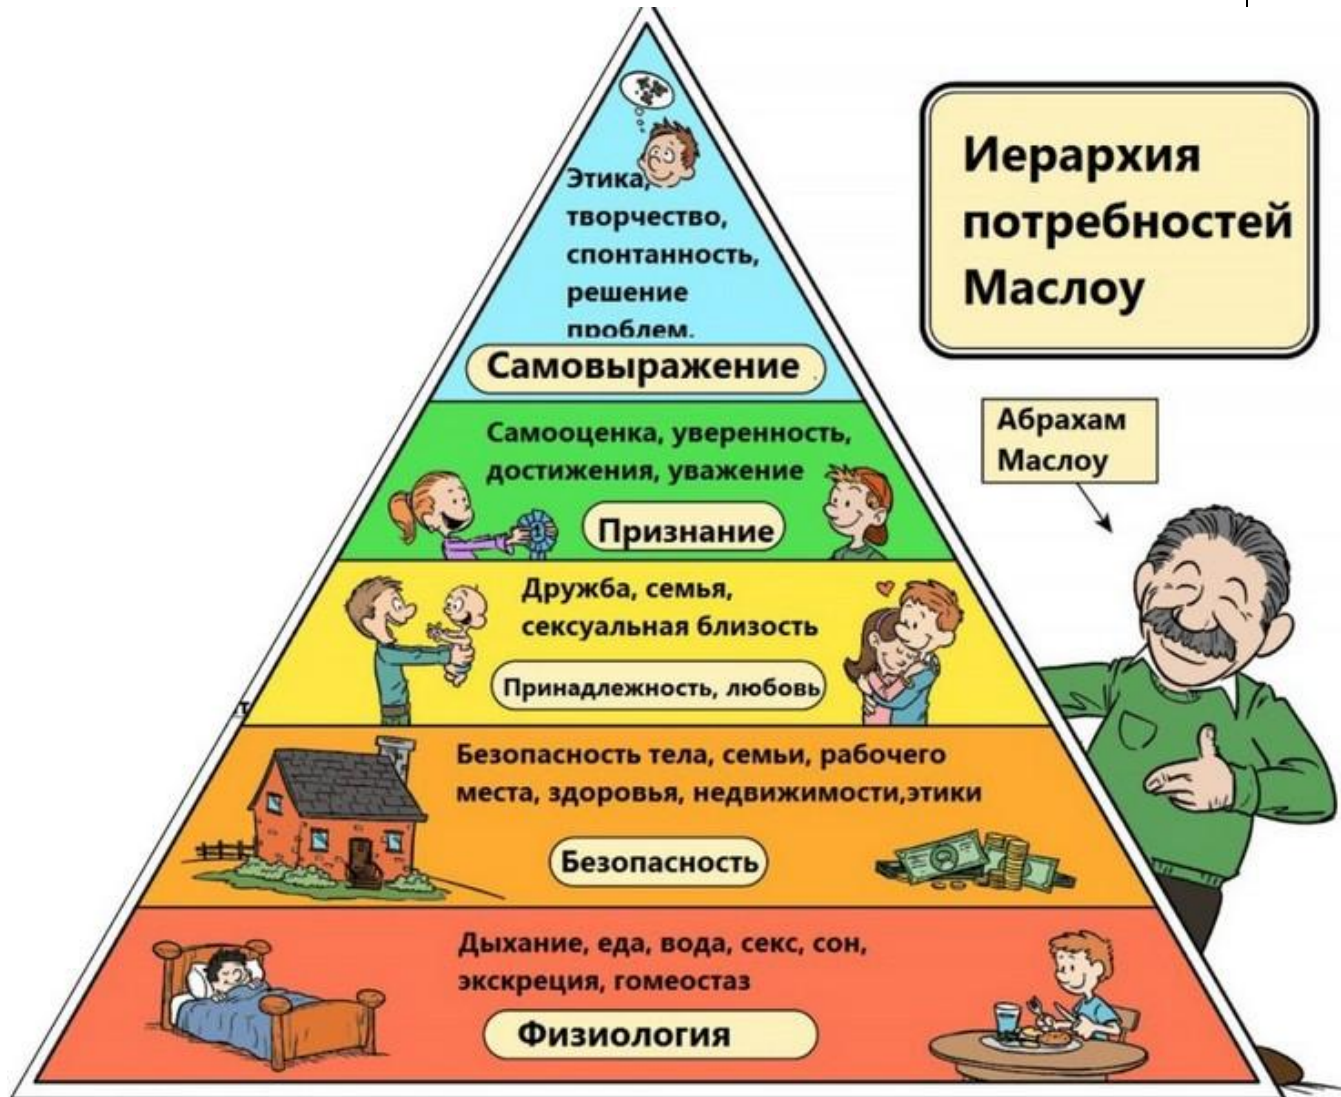 Иерархия
потребностей
Маслоу
Абрахам
Маслоу
Этика,
творчество,
спонтанность,
решение
проблем.
Самовыражение
Самооценка, уверенность,
достижения, уважение
Признание
Дружба, семья,
сексуальная близость
Принадлежность, любовь
Безопасность тела, семьи, рабочего
места, здоровья, недвижимости,этики
Безопасность
Дыхание, еда, вода, секс, сон,
экскреция, гомеостаз
Физиология